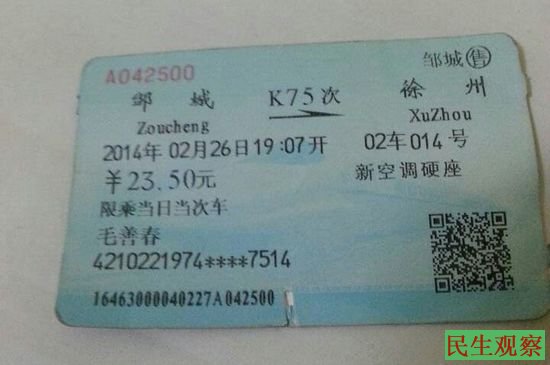 邹城㊕售
A042500
邹城 K75次 徐州
Zoucheng XuZhou
2014年02月26日19:07开 02车014号
¥23.50元 新空调硬座
限乘当日当次车
毛善春
4210221974****7514
16463000040227A042500
民生观察